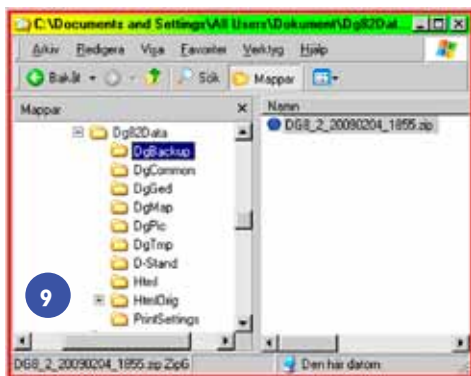 C:\Documents and Settings\All Users\Dokument\Dg82Dat...
Arkiv Redigera Visa Favoriter Verktyg Hjälp
Bakåt Sök Mappar
Mappar
Namn
Dg82Data
DgBackup
DgCommon
DgGed
DgMap
DgPic
DgTmp
D-Stand
Html
HtmlOrig
PrintSettings
DG8_2_20090204_1855.zip
9
DG8_2_20090204_1855.zip ZipG
Den här datorn